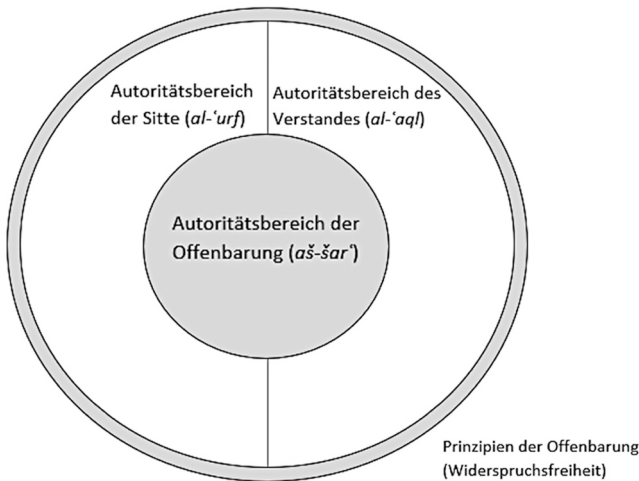 Autoritätsbereich
der Sitte (al-ʿurf)
Autoritätsbereich des
Verstandes (al-ʿaql)
Autoritätsbereich der
Offenbarung (aš-šarʿ)
Prinzipien der Offenbarung
(Widerspruchsfreiheit)